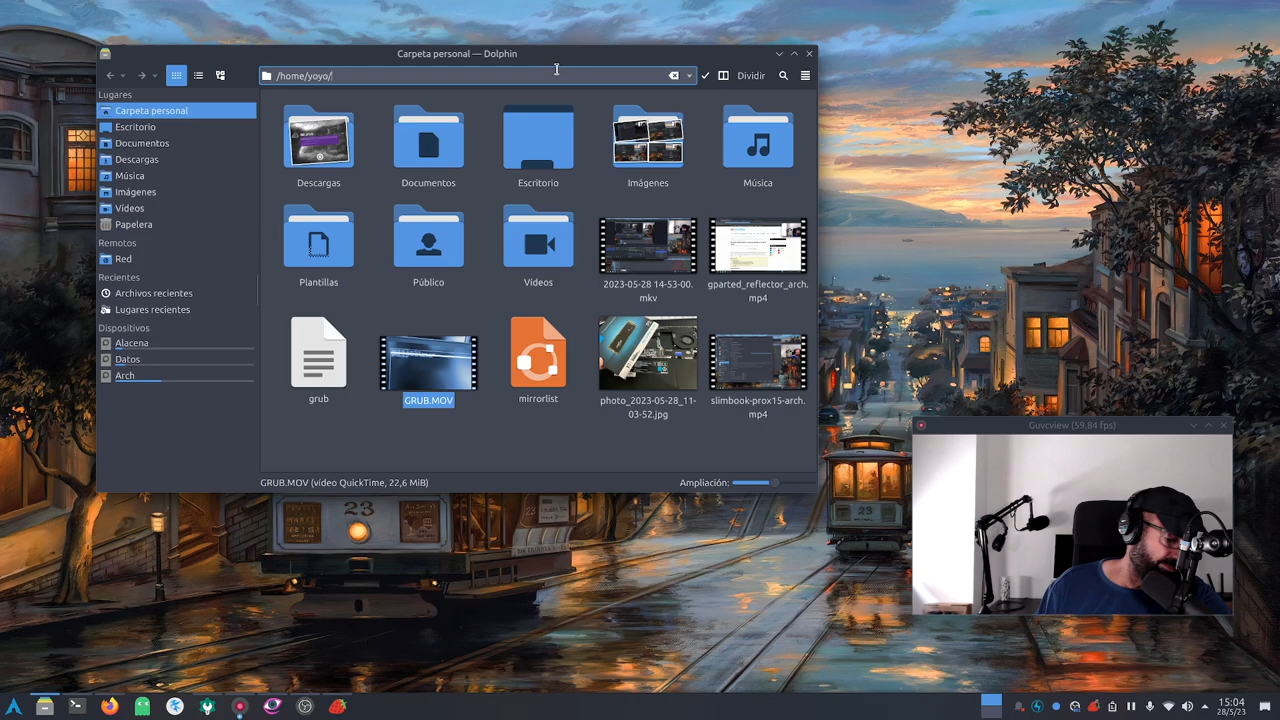 Carpeta personal — Dolphin
/home/yoyo/
Dividir
Lugares
Carpeta personal
Escritorio
Documentos
Descargas
Música
Imágenes
Vídeos
Papelera
Remotos
Red
Recientes
Archivos recientes
Lugares recientes
Dispositivos
Alacena
Datos
Arch
Descargas
Documentos
Escritorio
Imágenes
Música
Plantillas
Público
Vídeos
2023-05-28 14-53-00.
mkv
gparted_reflector_arch.
mp4
grub
GRUB.MOV
mirrorlist
photo_2023-05-28_11-
03-52.jpg
slimbook-prox15-arch.
mp4
GRUB.MOV (vídeo QuickTime, 22,6 MiB)
Ampliación:
Guvcview (59,84 fps)
23
23
23
15:04
28/5/23